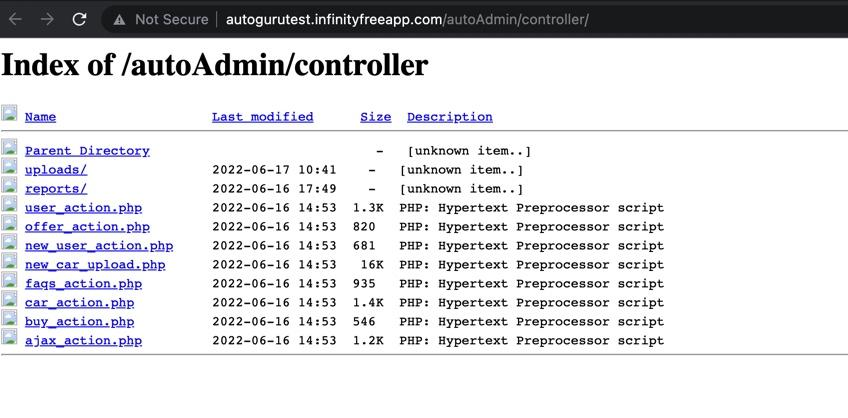 Not Secure autogurutest.infinityfreeapp.com/autoAdmin/controller/
Index of /autoAdmin/controller
Name Last modified Size Description
Parent Directory - [unknown item..]
uploads/ 2022-06-17 10:41 - [unknown item..]
reports/ 2022-06-16 17:49 - [unknown item..]
user_action.php 2022-06-16 14:53 1.3K PHP: Hypertext Preprocessor script
offer_action.php 2022-06-16 14:53 820 PHP: Hypertext Preprocessor script
new_user_action.php 2022-06-16 14:53 681 PHP: Hypertext Preprocessor script
new_car_upload.php 2022-06-16 14:53 16K PHP: Hypertext Preprocessor script
faqs_action.php 2022-06-16 14:53 935 PHP: Hypertext Preprocessor script
car_action.php 2022-06-16 14:53 1.4K PHP: Hypertext Preprocessor script
buy_action.php 2022-06-16 14:53 546 PHP: Hypertext Preprocessor script
ajax_action.php 2022-06-16 14:53 1.2K PHP: Hypertext Preprocessor script